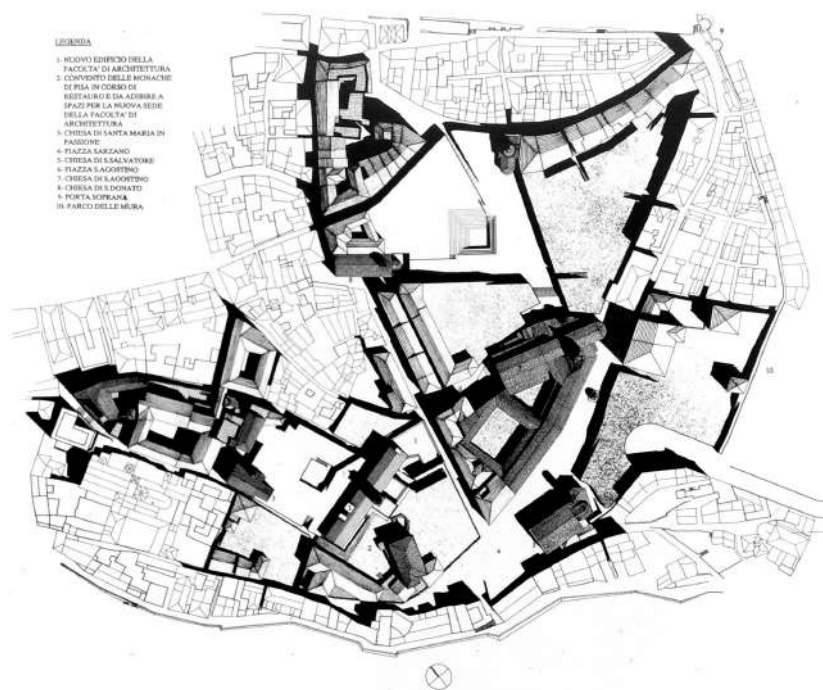 LEGENDA
1- NUOVO EDIFICIO DELLA
FACOLTA' DI ARCHITETTURA
2- CONVENTO DELLE MONACHE
DI PISA IN CORSO DI
RESTAURO E DA ADIBIRE A
SPAZI PER LA NUOVA SEDE
DELLA FACOLTA' DI
ARCHITETTURA
3- CHIESA DI SANTA MARIA IN
PASSIONE
4- PIAZZA SARZANO
5- CHIESA DI S.SALVATORE
6- PIAZZA S.AGOSTINO
7- CHIESA DI S.AGOSTINO
8- CHIESA DI S.DONATO
9- PORTA SOPRANA
10- PARCO DELLE MURA
9
10